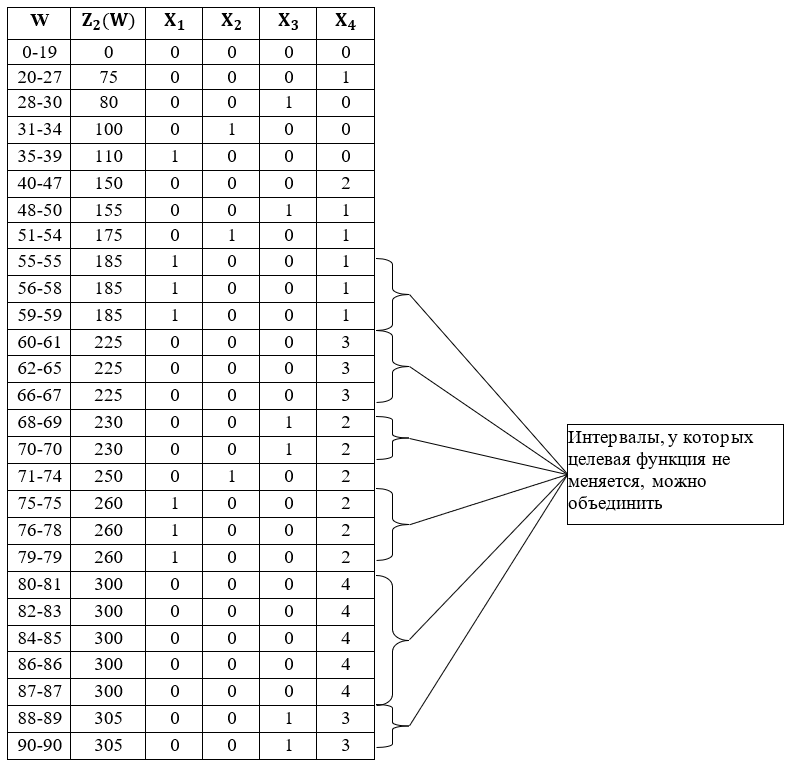 W Z₂(W) X₁ X₂ X₃ X₄
0-19 0 0 0 0 0
20-27 75 0 0 0 1
28-30 80 0 0 1 0
31-34 100 0 1 0 0
35-39 110 1 0 0 0
40-47 150 0 0 0 2
48-50 155 0 0 1 1
51-54 175 0 1 0 1
55-55 185 1 0 0 1
56-58 185 1 0 0 1
59-59 185 1 0 0 1
60-61 225 0 0 0 3
62-65 225 0 0 0 3
66-67 225 0 0 0 3
68-69 230 0 0 1 2
70-70 230 0 0 1 2
71-74 250 0 1 0 2
75-75 260 1 0 0 2
76-78 260 1 0 0 2
79-79 260 1 0 0 2
80-81 300 0 0 0 4
82-83 300 0 0 0 4
84-85 300 0 0 0 4
86-86 300 0 0 0 4
87-87 300 0 0 0 4
88-89 305 0 0 1 3
90-90 305 0 0 1 3
Интервалы, у которых
целевая функция не
меняется, можно
объединить